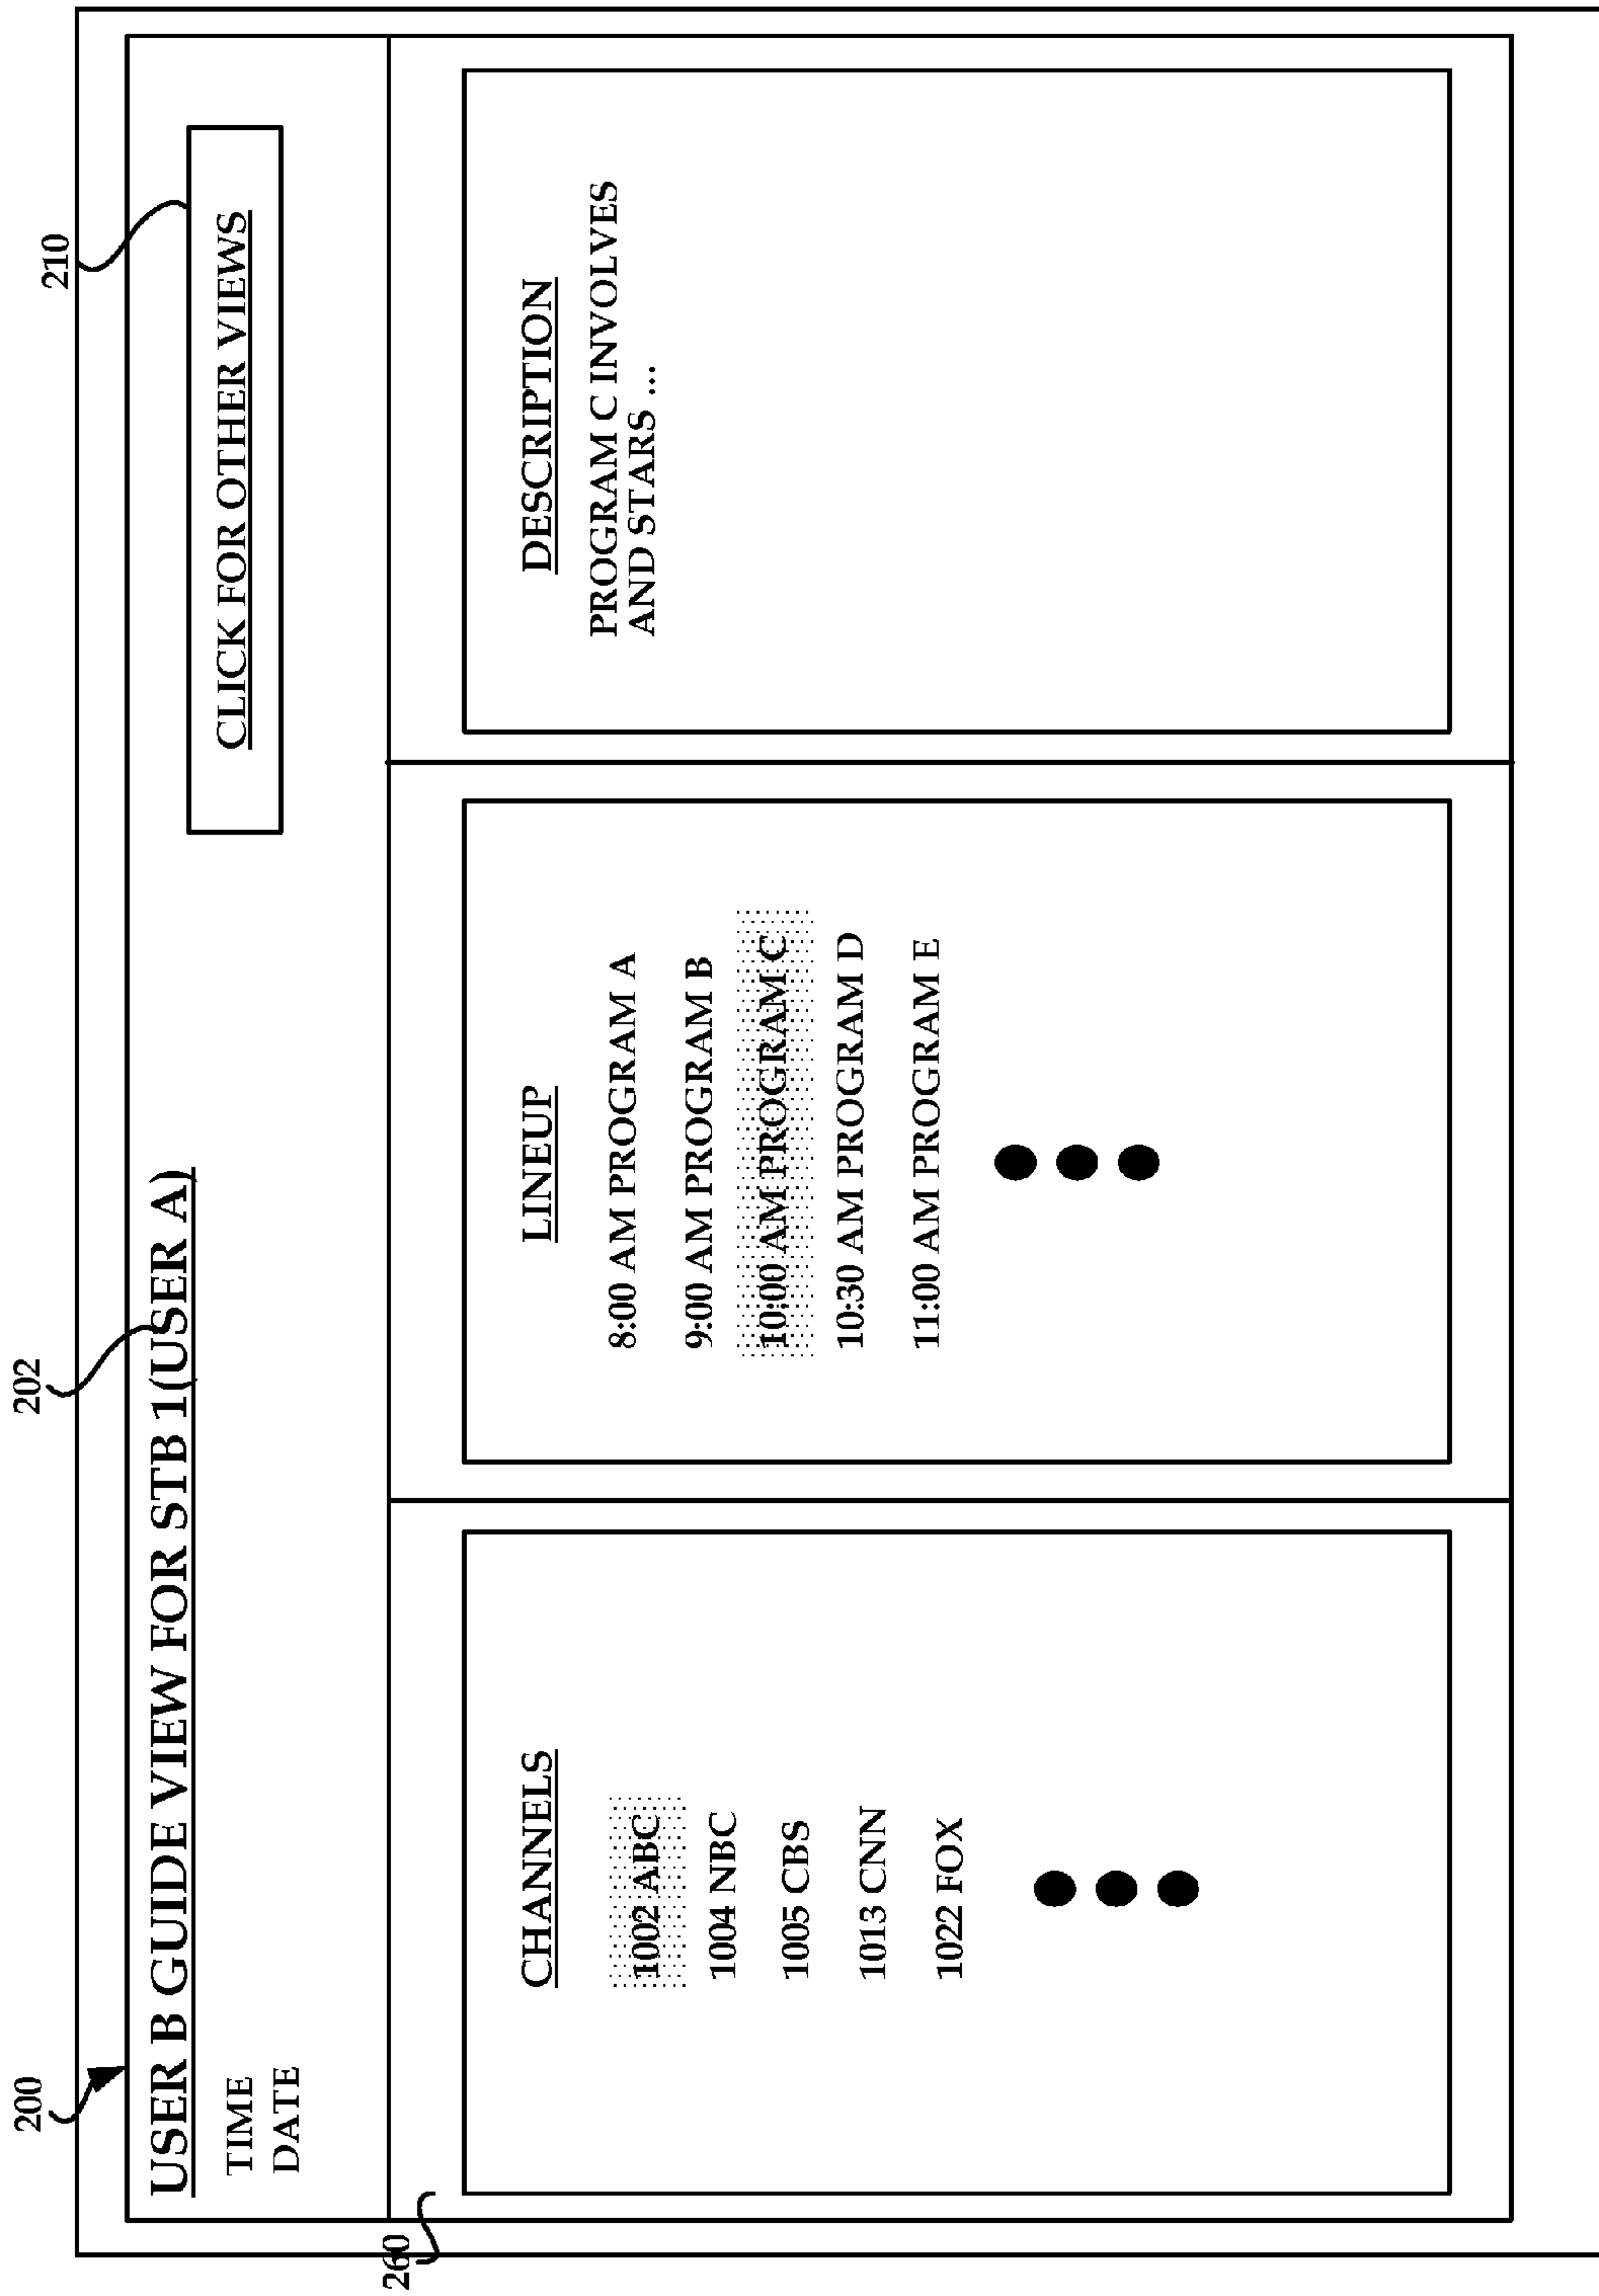 200
202
210
USER B GUIDE VIEW FOR STB 1(USER A)
TIME
DATE
CLICK FOR OTHER VIEWS
260
CHANNELS
1002 ABC
1004 NBC
1005 CBS
1013 CNN
1022 FOX
LINEUP
8:00 AM PROGRAM A
9:00 AM PROGRAM B
10:00 AM PROGRAM C
10:30 AM PROGRAM D
11:00 AM PROGRAM E
DESCRIPTION
PROGRAM C INVOLVES
AND STARS ...